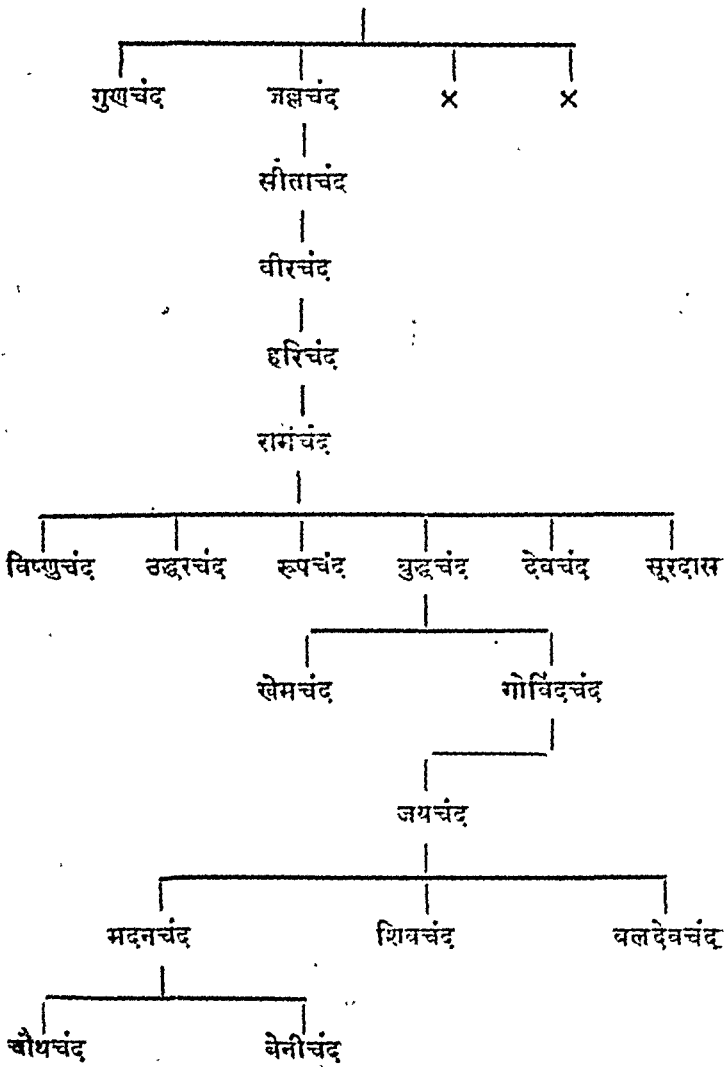 गुणचंद जल्लचंद × ×
सीताचंद
वीरचंद
हरिचंद
रामचंद
विष्णुचंद उद्धरचंद रूपचंद बुद्धचंद देवचंद सूरदास
खेमचंद गोविंदचंद
जयचंद
मदनचंद शिवचंद बलदेवचंद
चौथचंद बेनीचंद